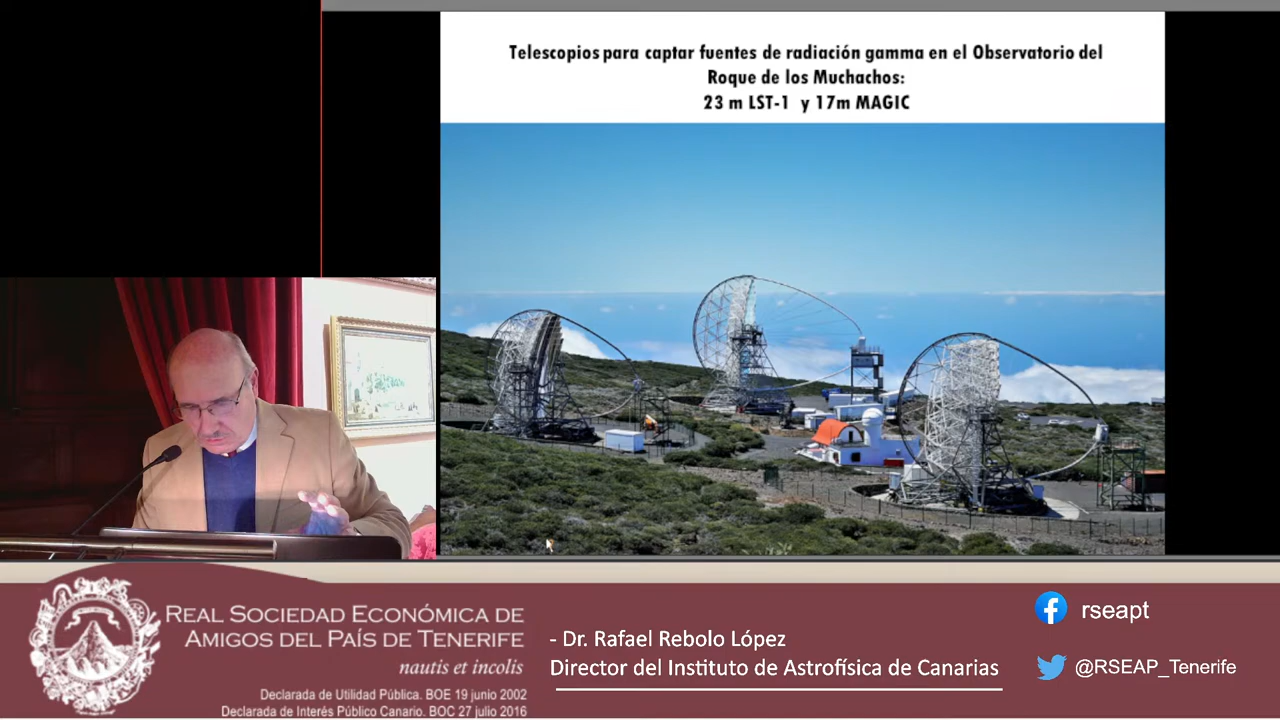 Telescopios para captar fuentes de radiación gamma en el Observatorio del
Roque de los Muchachos:
23 m LST-1 y 17m MAGIC
REAL SOCIEDAD ECONÓMICA DE
AMIGOS DEL PAÍS DE TENERIFE
nautis et incolis
Declarada de Utilidad Pública. BOE 19 junio 2002
Declarada de Interés Público Canario. BOC 27 julio 2016
- Dr. Rafael Rebolo López
Director del Instituto de Astrofísica de Canarias
rseapt
@RSEAP_Tenerife